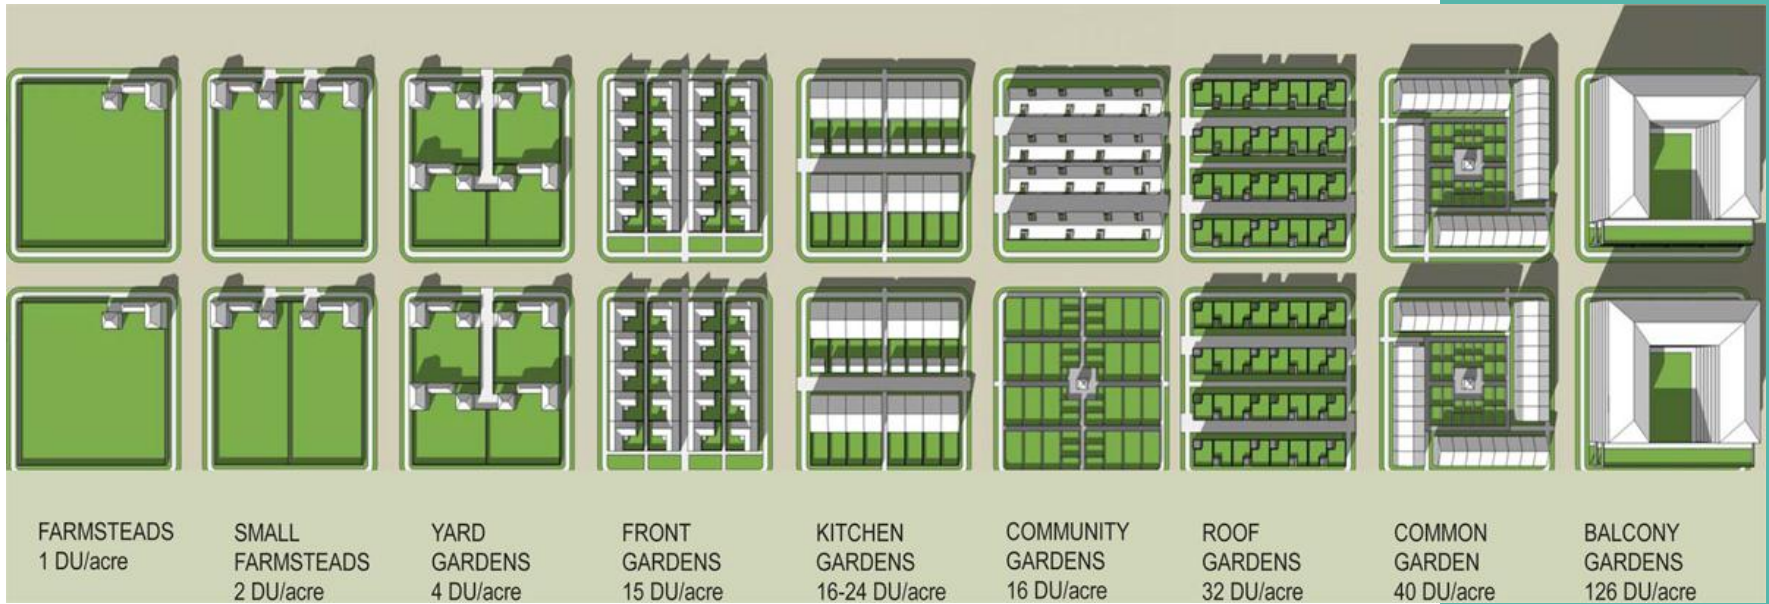 FARMSTEADS
1 DU/acre
SMALL
FARMSTEADS
2 DU/acre
YARD
GARDENS
4 DU/acre
FRONT
GARDENS
15 DU/acre
KITCHEN
GARDENS
16-24 DU/acre
COMMUNITY
GARDENS
16 DU/acre
ROOF
GARDENS
32 DU/acre
COMMON
GARDEN
40 DU/acre
BALCONY
GARDENS
126 DU/acre